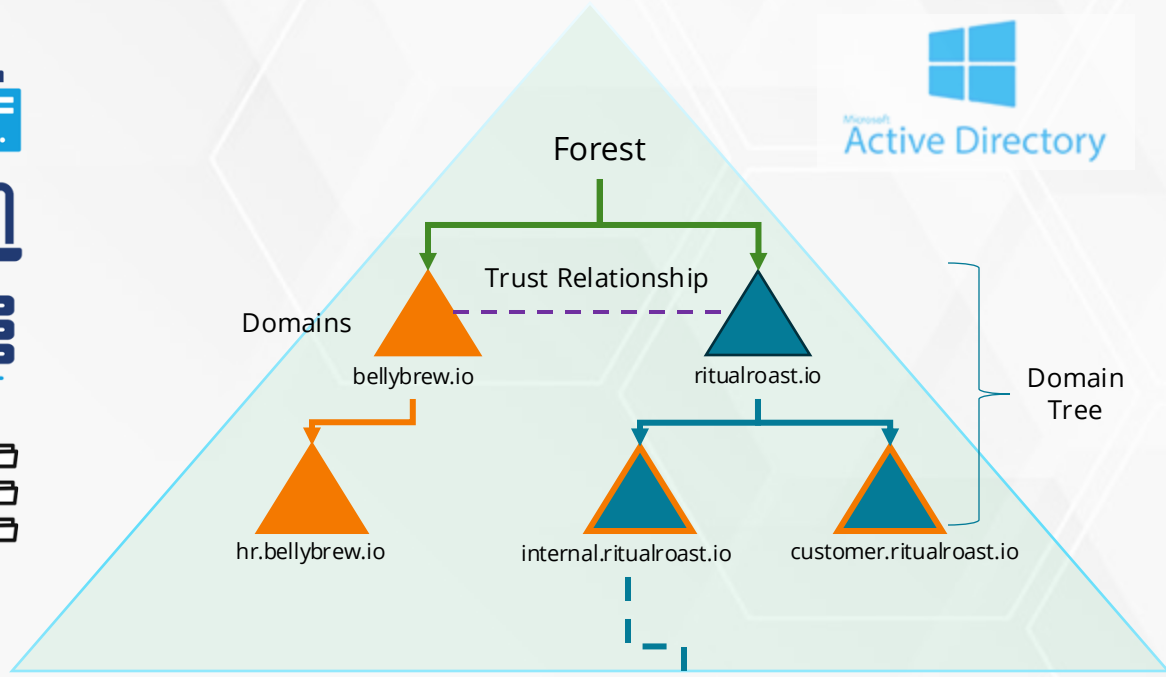 Microsoft
Active Directory
Forest
Trust Relationship
Domains
bellybrew.io
ritualroast.io
Domain
Tree
hr.bellybrew.io
internal.ritualroast.io
customer.ritualroast.io